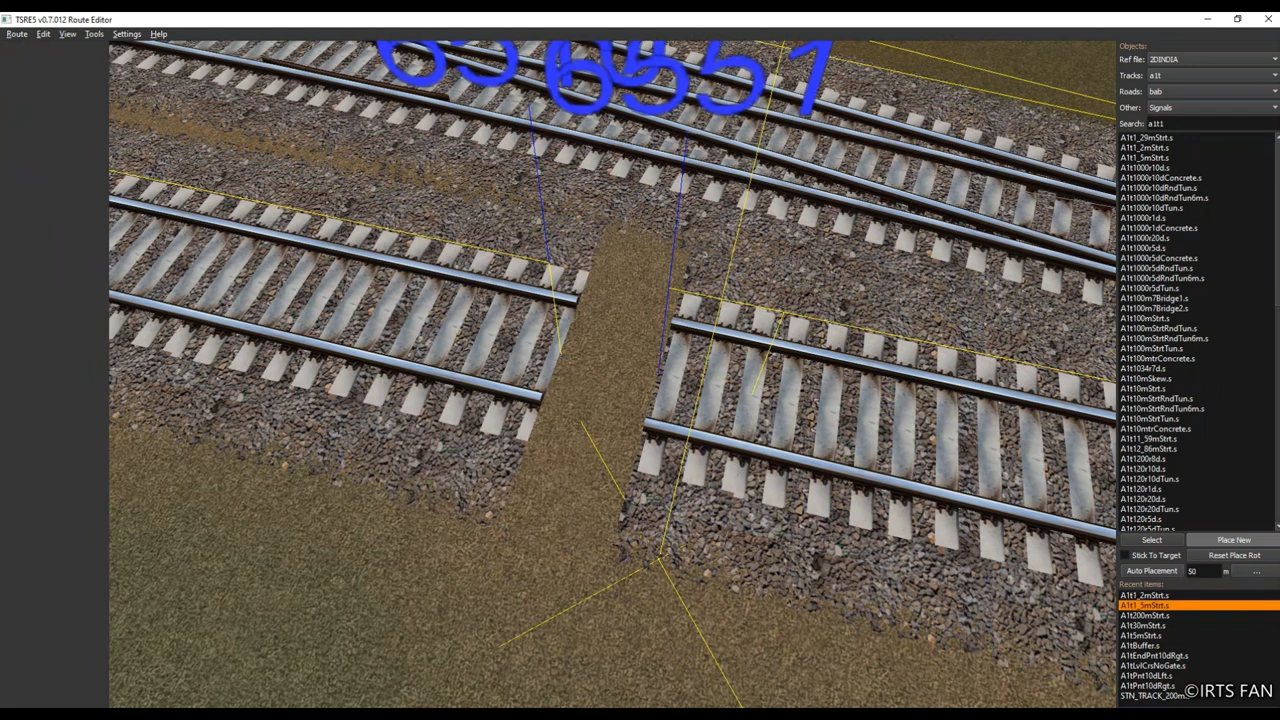 TSRE5 v0.7.012 Route Editor
Route Edit View Tools Settings Help
Objects:
Ref file: 2DINDIA
Tracks: a1t
Roads: bab
Other: Signals
Search: a1t1
A1t1_29mStrt.s
A1t1_2mStrt.s
A1t1_5mStrt.s
A1t1000r10d.s
A1t1000r10dConcrete.s
A1t1000r10dRndTun.s
A1t1000r10dRndTun6m.s
A1t1000r10dTun.s
A1t1000r1d.s
A1t1000r1dConcrete.s
A1t1000r20d.s
A1t1000r5d.s
A1t1000r5dConcrete.s
A1t1000r5dRndTun.s
A1t1000r5dRndTun6m.s
A1t1000r5dTun.s
A1t100m7Bridge1.s
A1t100m7Bridge2.s
A1t100mStrt.s
A1t100mStrtRndTun.s
A1t100mStrtRndTun6m.s
A1t100mStrtTun.s
A1t100mtrConcrete.s
A1t1034r7d.s
A1t10mSkew.s
A1t10mStrt.s
A1t10mStrtRndTun.s
A1t10mStrtRndTun6m.s
A1t10mStrtTun.s
A1t10mtrConcrete.s
A1t11_59mStrt.s
A1t12_86mStrt.s
A1t1200r8d.s
A1t120r10d.s
A1t120r10dTun.s
A1t120r1d.s
A1t120r20d.s
A1t120r20dTun.s
A1t120r5d.s
A1t120r5dTun.s
Select Place New
Stick To Target Reset Place Rot
Auto Placement 50 m ...
Recent items:
A1t1_2mStrt.s
A1t1_5mStrt.s
A1t200mStrt.s
A1t30mStrt.s
A1t5mStrt.s
A1tBuffer.s
A1tEndPnt10dRgt.s
A1tLvlCrsNoGate.s
A1tPnt10dLft.s
A1tPnt10dRgt.s
©IRTS FAN